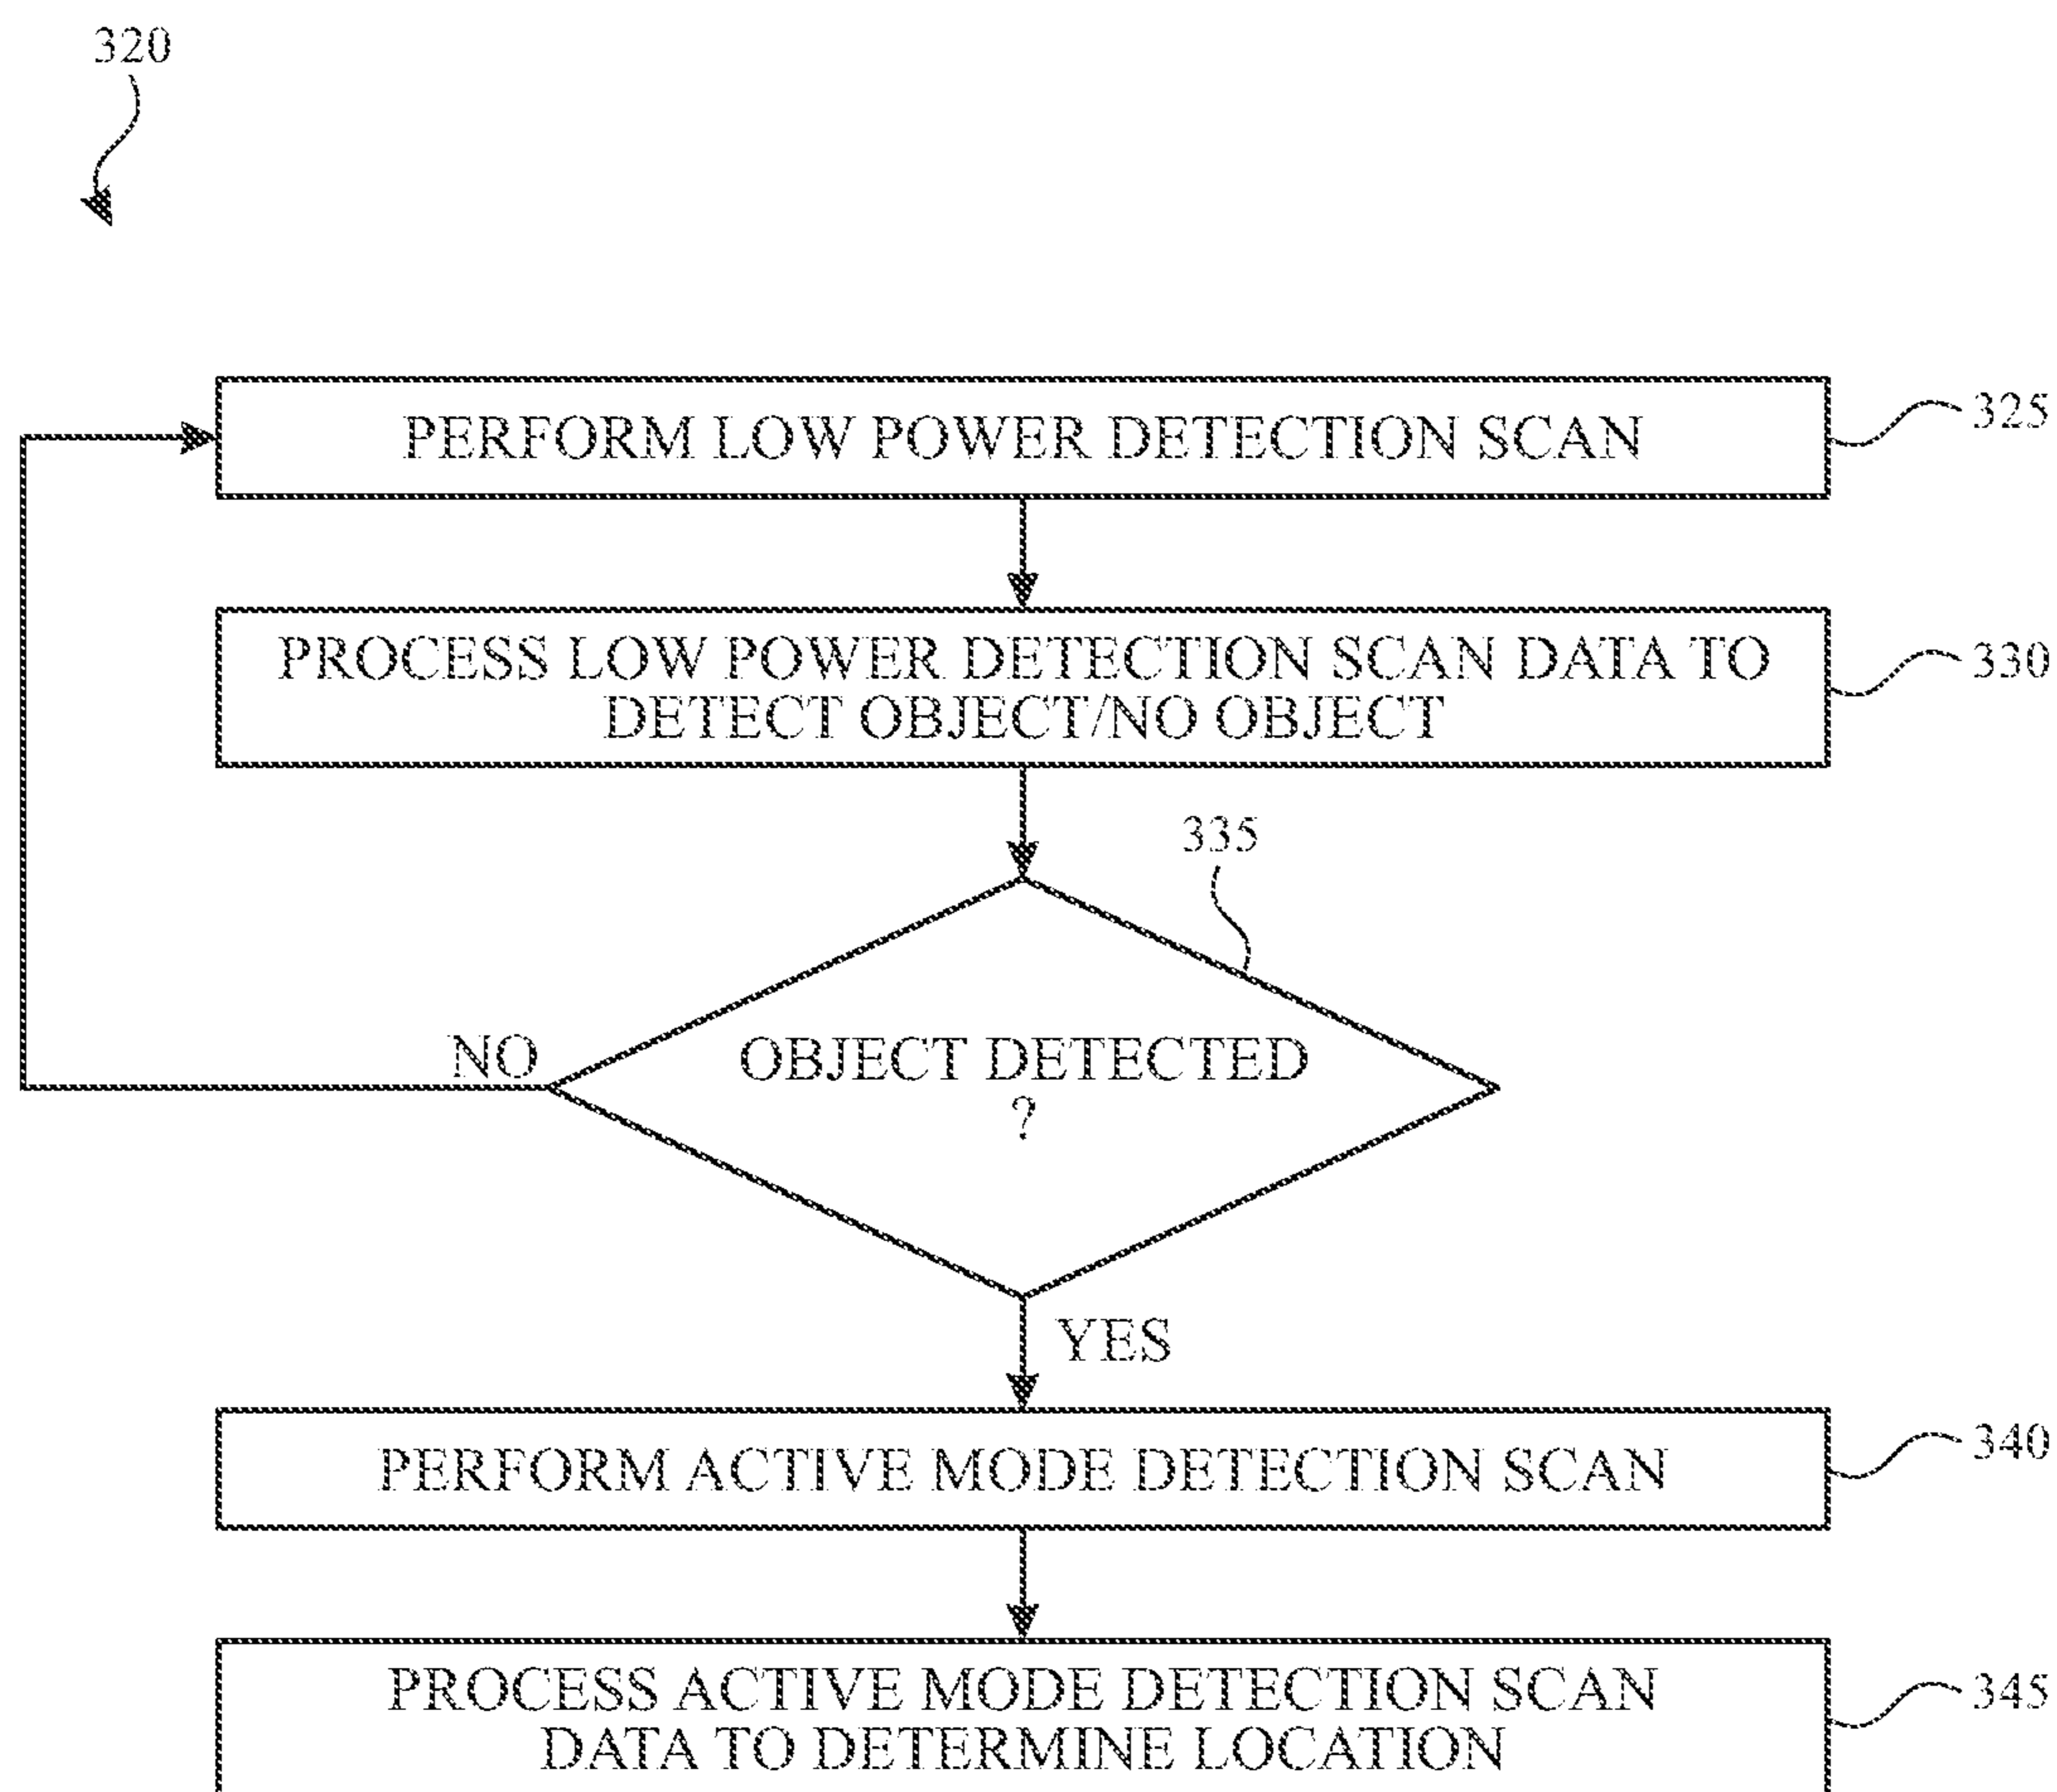 320
PERFORM LOW POWER DETECTION SCAN
325
PROCESS LOW POWER DETECTION SCAN DATA TO
DETECT OBJECT/NO OBJECT
330
335
NO
OBJECT DETECTED
?
YES
PERFORM ACTIVE MODE DETECTION SCAN
340
PROCESS ACTIVE MODE DETECTION SCAN
DATA TO DETERMINE LOCATION
345